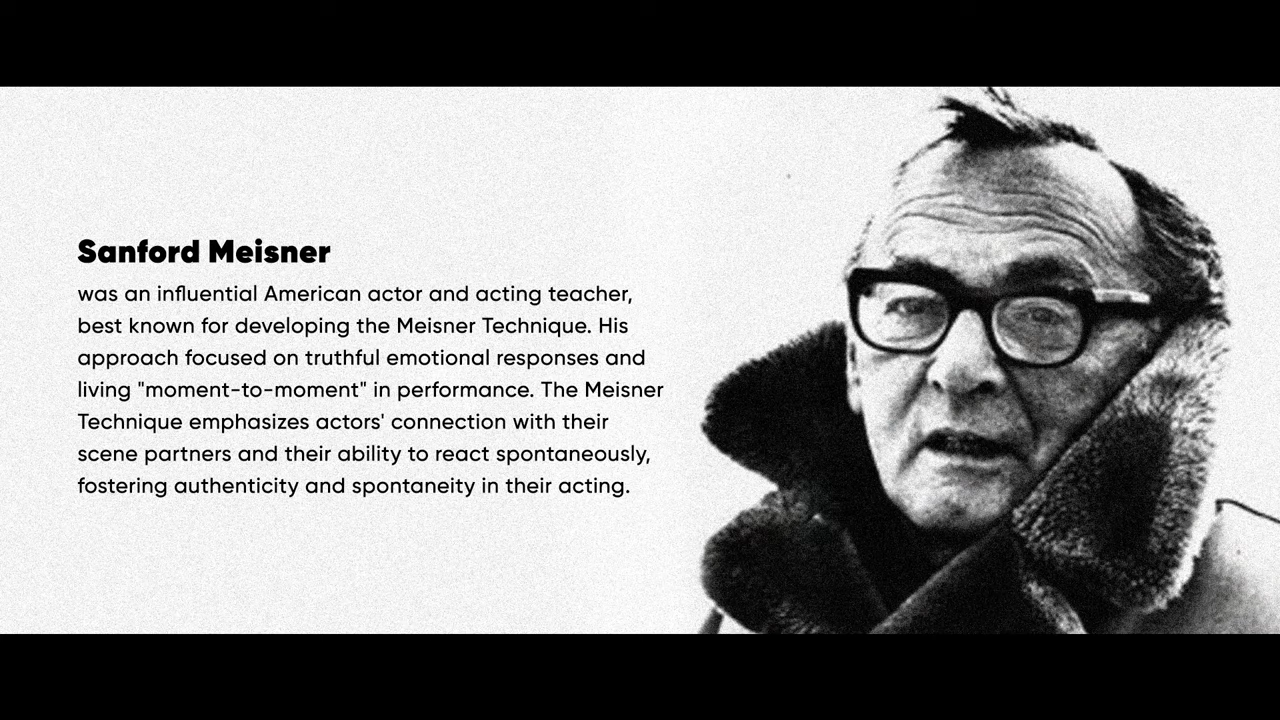 Sanford Meisner
was an influential American actor and acting teacher,
best known for developing the Meisner Technique. His
approach focused on truthful emotional responses and
living "moment-to-moment" in performance. The Meisner
Technique emphasizes actors' connection with their
scene partners and their ability to react spontaneously,
fostering authenticity and spontaneity in their acting.